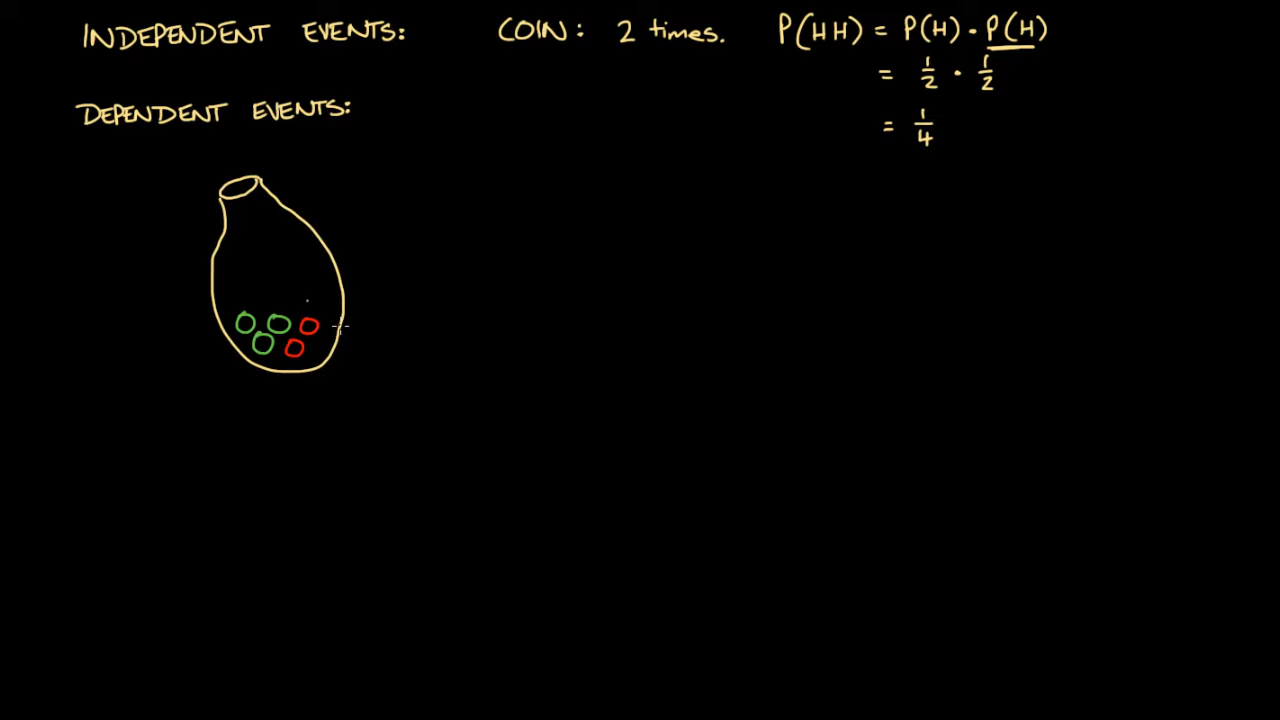 INDEPENDENT EVENTS: COIN: 2 times. P(HH) = P(H) · P(H)
= 1/2 · 1/2
DEPENDENT EVENTS:
= 1/4